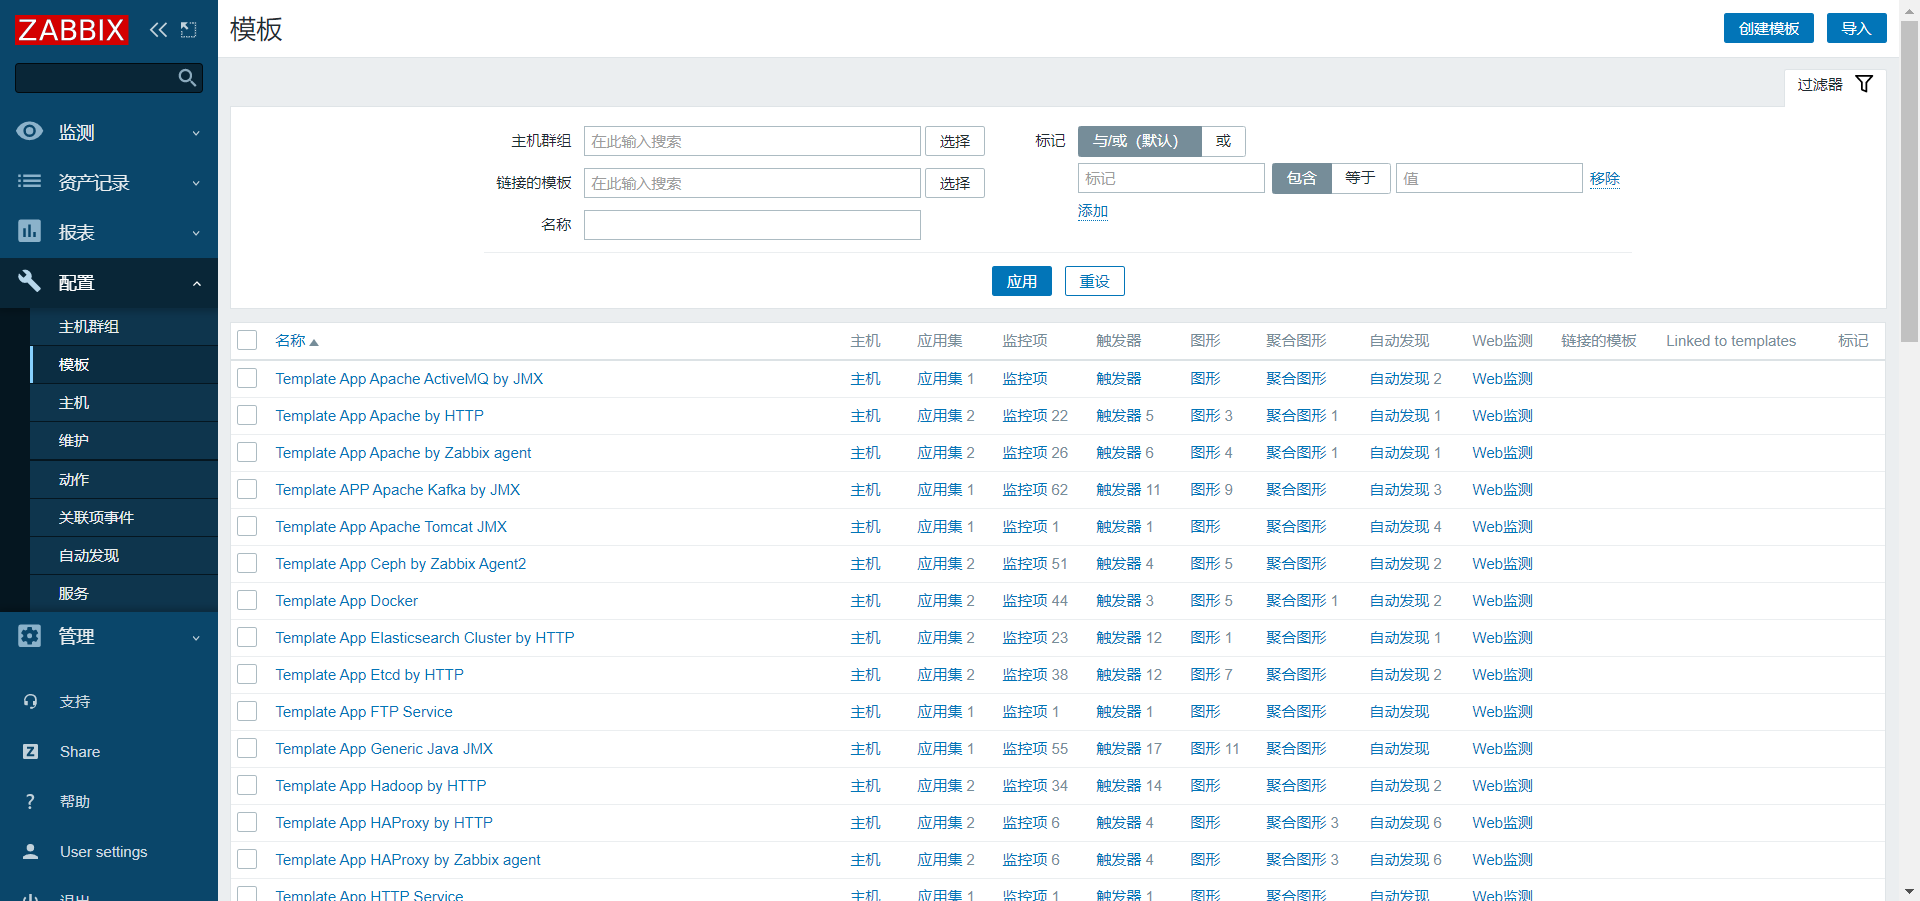 ZABBIX
监测
资产记录
报表
配置
主机群组
模板
主机
维护
动作
关联项事件
自动发现
服务
管理
支持
Share
帮助
User settings
退出
模板
创建模板 导入
过滤器
主机群组 在此输入搜索 选择
链接的模板 在此输入搜索 选择
名称
标记 与/或（默认） 或
标记 包含 等于 值 移除
添加
应用 重设
名称 主机 应用集 监控项 触发器 图形 聚合图形 自动发现 Web监测 链接的模板 Linked to templates 标记
Template App Apache ActiveMQ by JMX 主机 应用集 1 监控项 触发器 图形 聚合图形 自动发现 2 Web监测
Template App Apache by HTTP 主机 应用集 2 监控项 22 触发器 5 图形 3 聚合图形 1 自动发现 1 Web监测
Template App Apache by Zabbix agent 主机 应用集 2 监控项 26 触发器 6 图形 4 聚合图形 1 自动发现 1 Web监测
Template APP Apache Kafka by JMX 主机 应用集 1 监控项 62 触发器 11 图形 9 聚合图形 自动发现 3 Web监测
Template App Apache Tomcat JMX 主机 应用集 1 监控项 1 触发器 1 图形 聚合图形 自动发现 4 Web监测
Template App Ceph by Zabbix Agent2 主机 应用集 2 监控项 51 触发器 4 图形 5 聚合图形 自动发现 2 Web监测
Template App Docker 主机 应用集 2 监控项 44 触发器 3 图形 5 聚合图形 1 自动发现 2 Web监测
Template App Elasticsearch Cluster by HTTP 主机 应用集 2 监控项 23 触发器 12 图形 1 聚合图形 自动发现 1 Web监测
Template App Etcd by HTTP 主机 应用集 2 监控项 38 触发器 12 图形 7 聚合图形 自动发现 2 Web监测
Template App FTP Service 主机 应用集 1 监控项 1 触发器 1 图形 聚合图形 自动发现 Web监测
Template App Generic Java JMX 主机 应用集 1 监控项 55 触发器 17 图形 11 聚合图形 自动发现 Web监测
Template App Hadoop by HTTP 主机 应用集 2 监控项 34 触发器 14 图形 聚合图形 自动发现 2 Web监测
Template App HAProxy by HTTP 主机 应用集 2 监控项 6 触发器 4 图形 聚合图形 3 自动发现 6 Web监测
Template App HAProxy by Zabbix agent 主机 应用集 2 监控项 6 触发器 4 图形 聚合图形 3 自动发现 6 Web监测
Template App HTTP Service 主机 应用集 1 监控项 1 触发器 1 图形 聚合图形 自动发现 Web监测